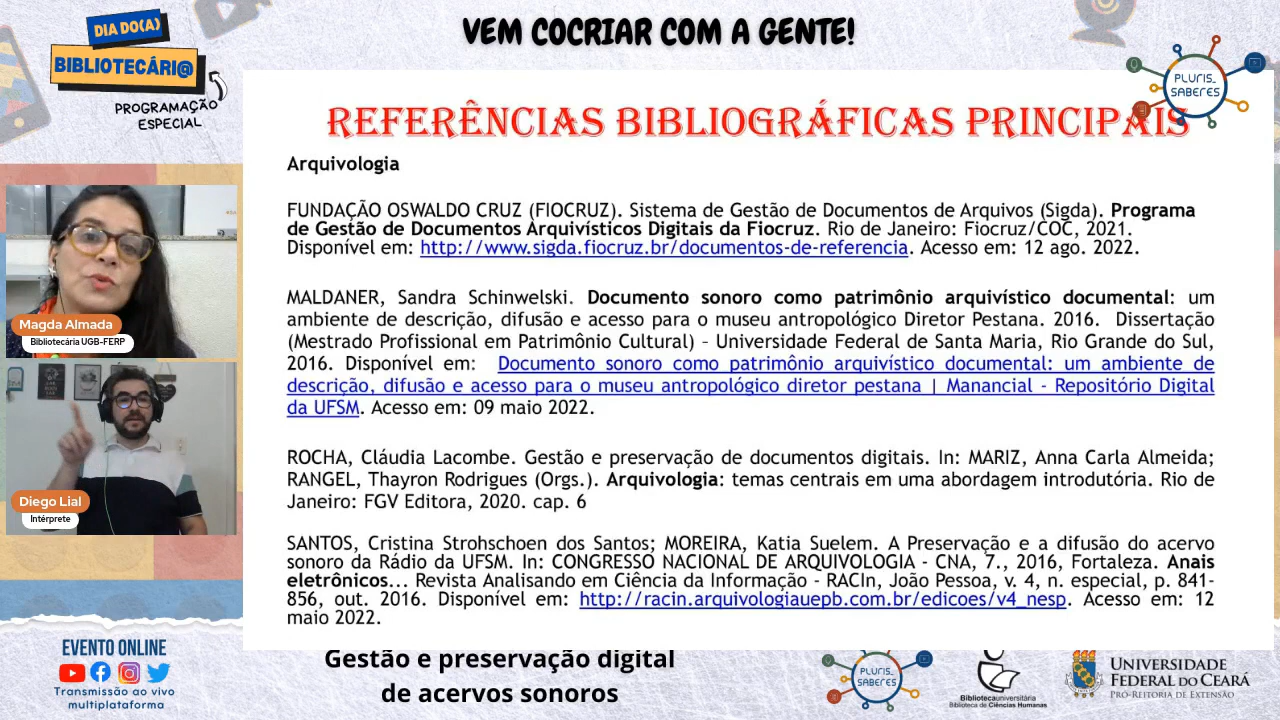 VEM COCRIAR COM A GENTE!
DIA DO(A)
BIBLIOTECÁRI@
PROGRAMAÇÃO
ESPECIAL
PLURIS_
SABERES
REFERÊNCIAS BIBLIOGRÁFICAS PRINCIPAIS
Arquivologia
FUNDAÇÃO OSWALDO CRUZ (FIOCRUZ). Sistema de Gestão de Documentos de Arquivos (Sigda). Programa
de Gestão de Documentos Arquivísticos Digitais da Fiocruz. Rio de Janeiro: Fiocruz/COC, 2021.
Disponível em: http://www.sigda.fiocruz.br/documentos-de-referencia. Acesso em: 12 ago. 2022.
MALDANER, Sandra Schinwelski. Documento sonoro como patrimônio arquivístico documental: um
ambiente de descrição, difusão e acesso para o museu antropológico Diretor Pestana. 2016. Dissertação
(Mestrado Profissional em Patrimônio Cultural) – Universidade Federal de Santa Maria, Rio Grande do Sul,
2016. Disponível em: Documento sonoro como patrimônio arquivístico documental: um ambiente de
descrição, difusão e acesso para o museu antropológico diretor pestana | Manancial - Repositório Digital
da UFSM. Acesso em: 09 maio 2022.
ROCHA, Cláudia Lacombe. Gestão e preservação de documentos digitais. In: MARIZ, Anna Carla Almeida;
RANGEL, Thayron Rodrigues (Orgs.). Arquivologia: temas centrais em uma abordagem introdutória. Rio de
Janeiro: FGV Editora, 2020. cap. 6
SANTOS, Cristina Strohschoen dos Santos; MOREIRA, Katia Suelem. A Preservação e a difusão do acervo
sonoro da Rádio da UFSM. In: CONGRESSO NACIONAL DE ARQUIVOLOGIA - CNA, 7., 2016, Fortaleza. Anais
eletrônicos... Revista Analisando em Ciência da Informação - RACIn, João Pessoa, v. 4, n. especial, p. 841-
856, out. 2016. Disponível em: http://racin.arquivologiauepb.com.br/edicoes/v4_nesp. Acesso em: 12
maio 2022.
Magda Almada
Bibliotecária UGB-FERP
Diego Lial
Intérprete
EVENTO ONLINE
Transmissão ao vivo
multiplataforma
Gestão e preservação digital
de acervos sonoros
PLURIS_
SABERES
Bibliotecauniversitária
Biblioteca de Ciências Humanas
UNIVERSIDADE
FEDERAL DO CEARÁ
PRÓ-REITORIA DE EXTENSÃO